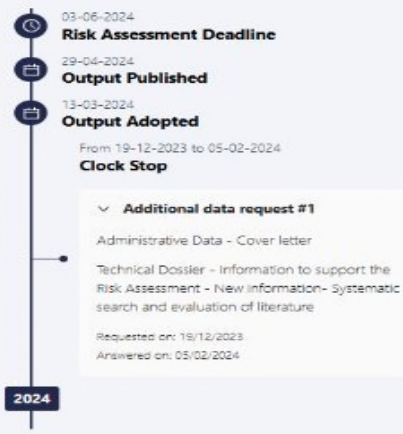 03-06-2024
Risk Assessment Deadline
29-04-2024
Output Published
13-03-2024
Output Adopted
From 19-12-2023 to 05-02-2024
Clock Stop
Additional data request #1
Administrative Data - Cover letter
Technical Dossier - Information to support the
Risk Assessment - New information- Systematic
search and evaluation of literature
Requested on: 19/12/2023
Answered on: 05/02/2024
2024